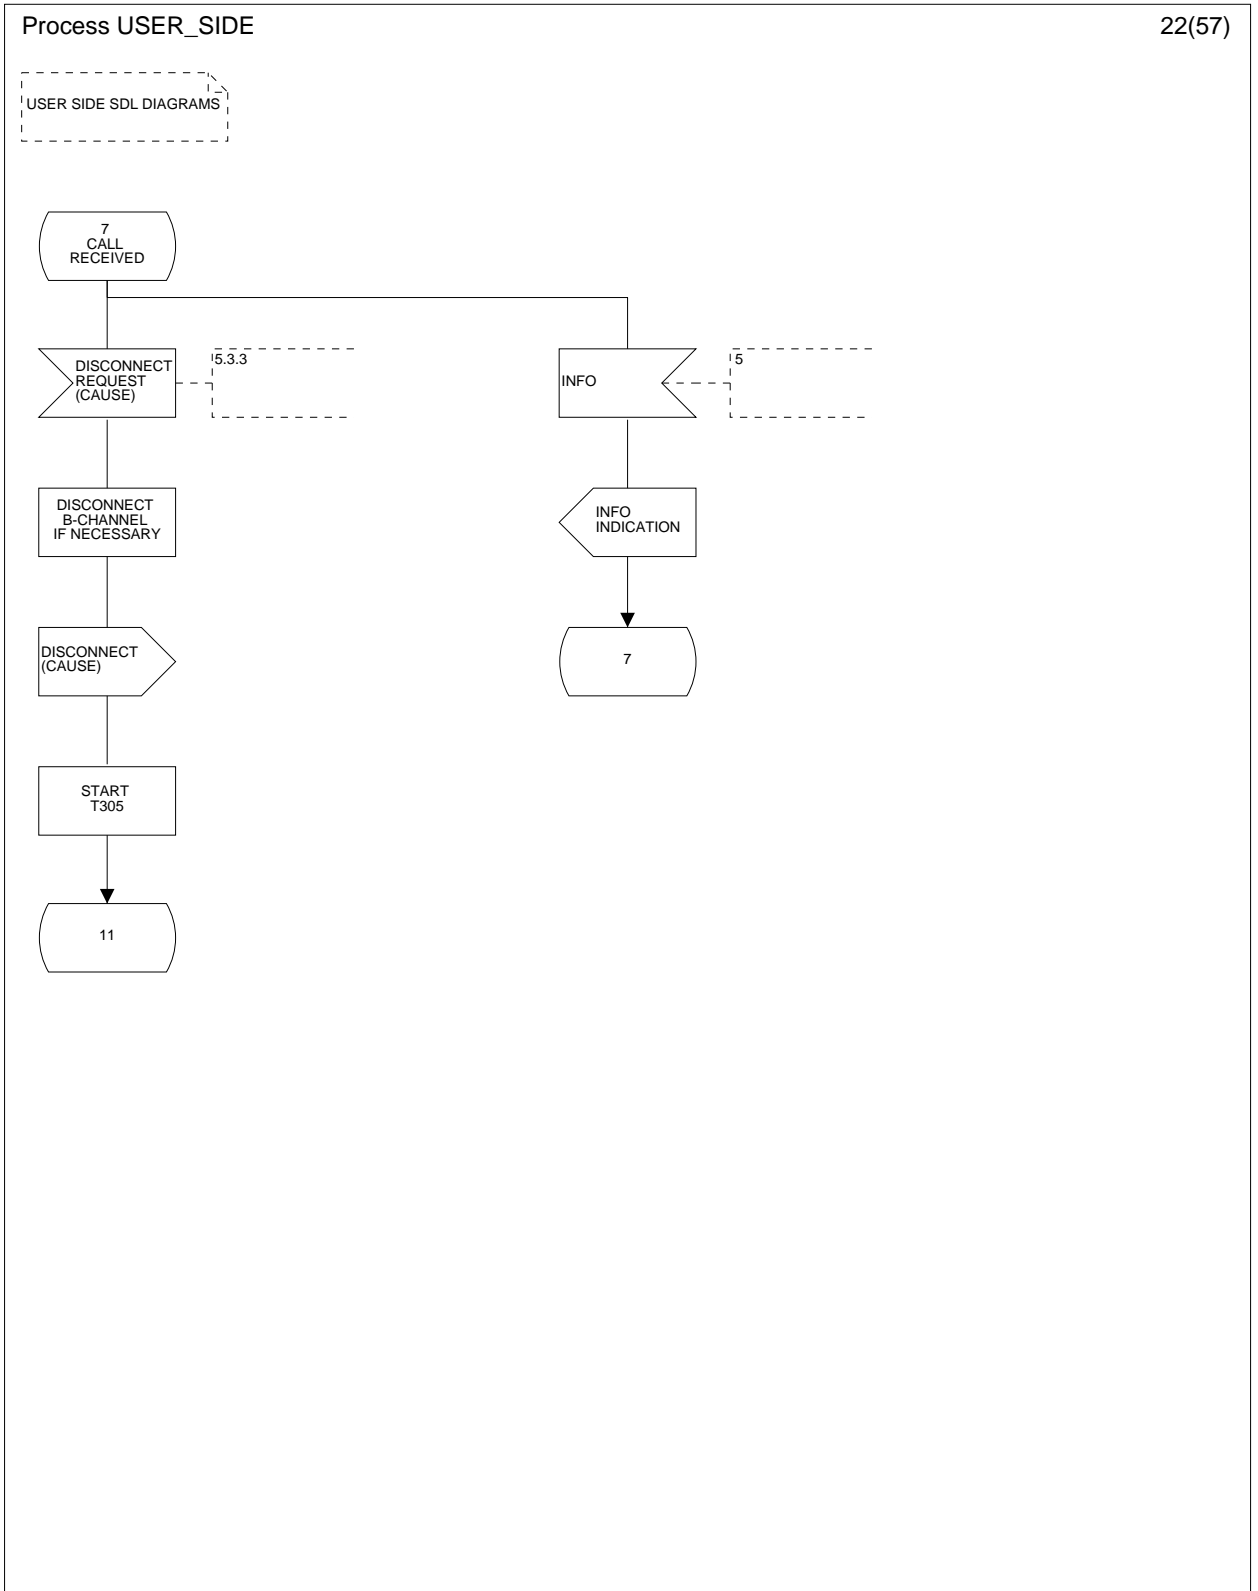 Process USER_SIDE
22(57)
USER SIDE SDL DIAGRAMS
7
CALL
RECEIVED
DISCONNECT
REQUEST
(CAUSE)
5.3.3
INFO
5
DISCONNECT
B-CHANNEL
IF NECESSARY
INFO
INDICATION
DISCONNECT
(CAUSE)
7
START
T305
11